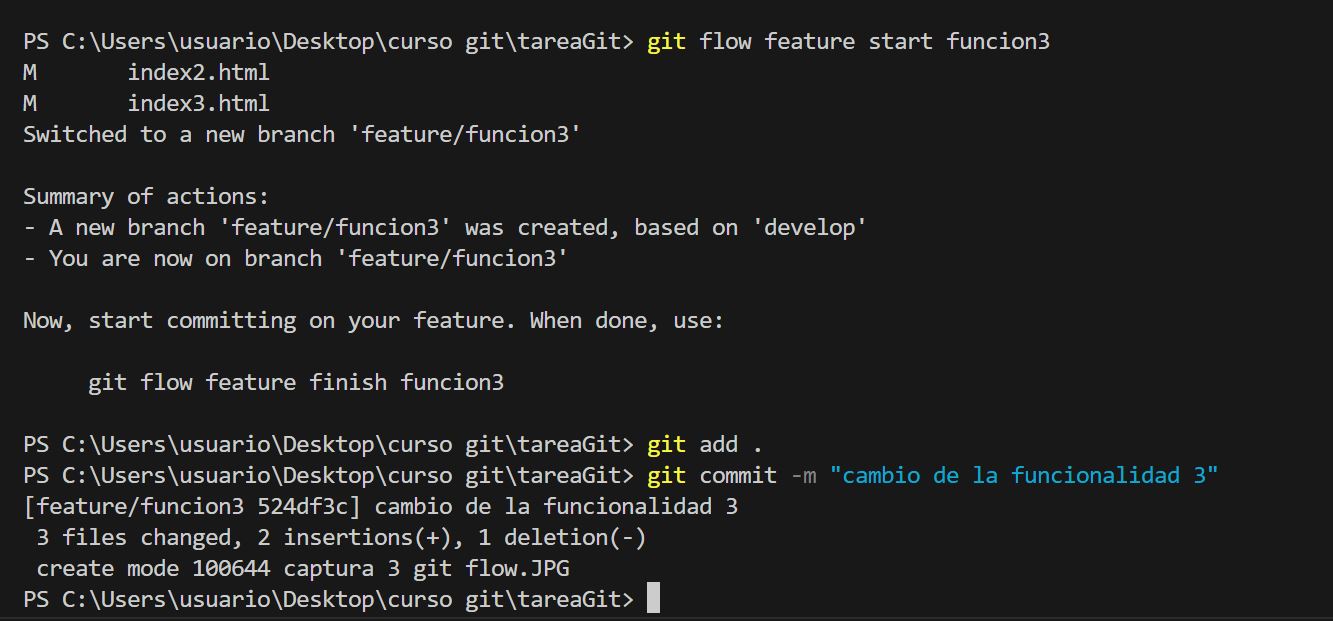 PS C:\Users\usuario\Desktop\curso git\tareaGit> git flow feature start funcion3
M       index2.html
M       index3.html
Switched to a new branch 'feature/funcion3'
Summary of actions:
- A new branch 'feature/funcion3' was created, based on 'develop'
- You are now on branch 'feature/funcion3'
Now, start committing on your feature. When done, use:
     git flow feature finish funcion3
PS C:\Users\usuario\Desktop\curso git\tareaGit> git add .
PS C:\Users\usuario\Desktop\curso git\tareaGit> git commit -m "cambio de la funcionalidad 3"
[feature/funcion3 524df3c] cambio de la funcionalidad 3
 3 files changed, 2 insertions(+), 1 deletion(-)
 create mode 100644 captura 3 git flow.JPG
PS C:\Users\usuario\Desktop\curso git\tareaGit>